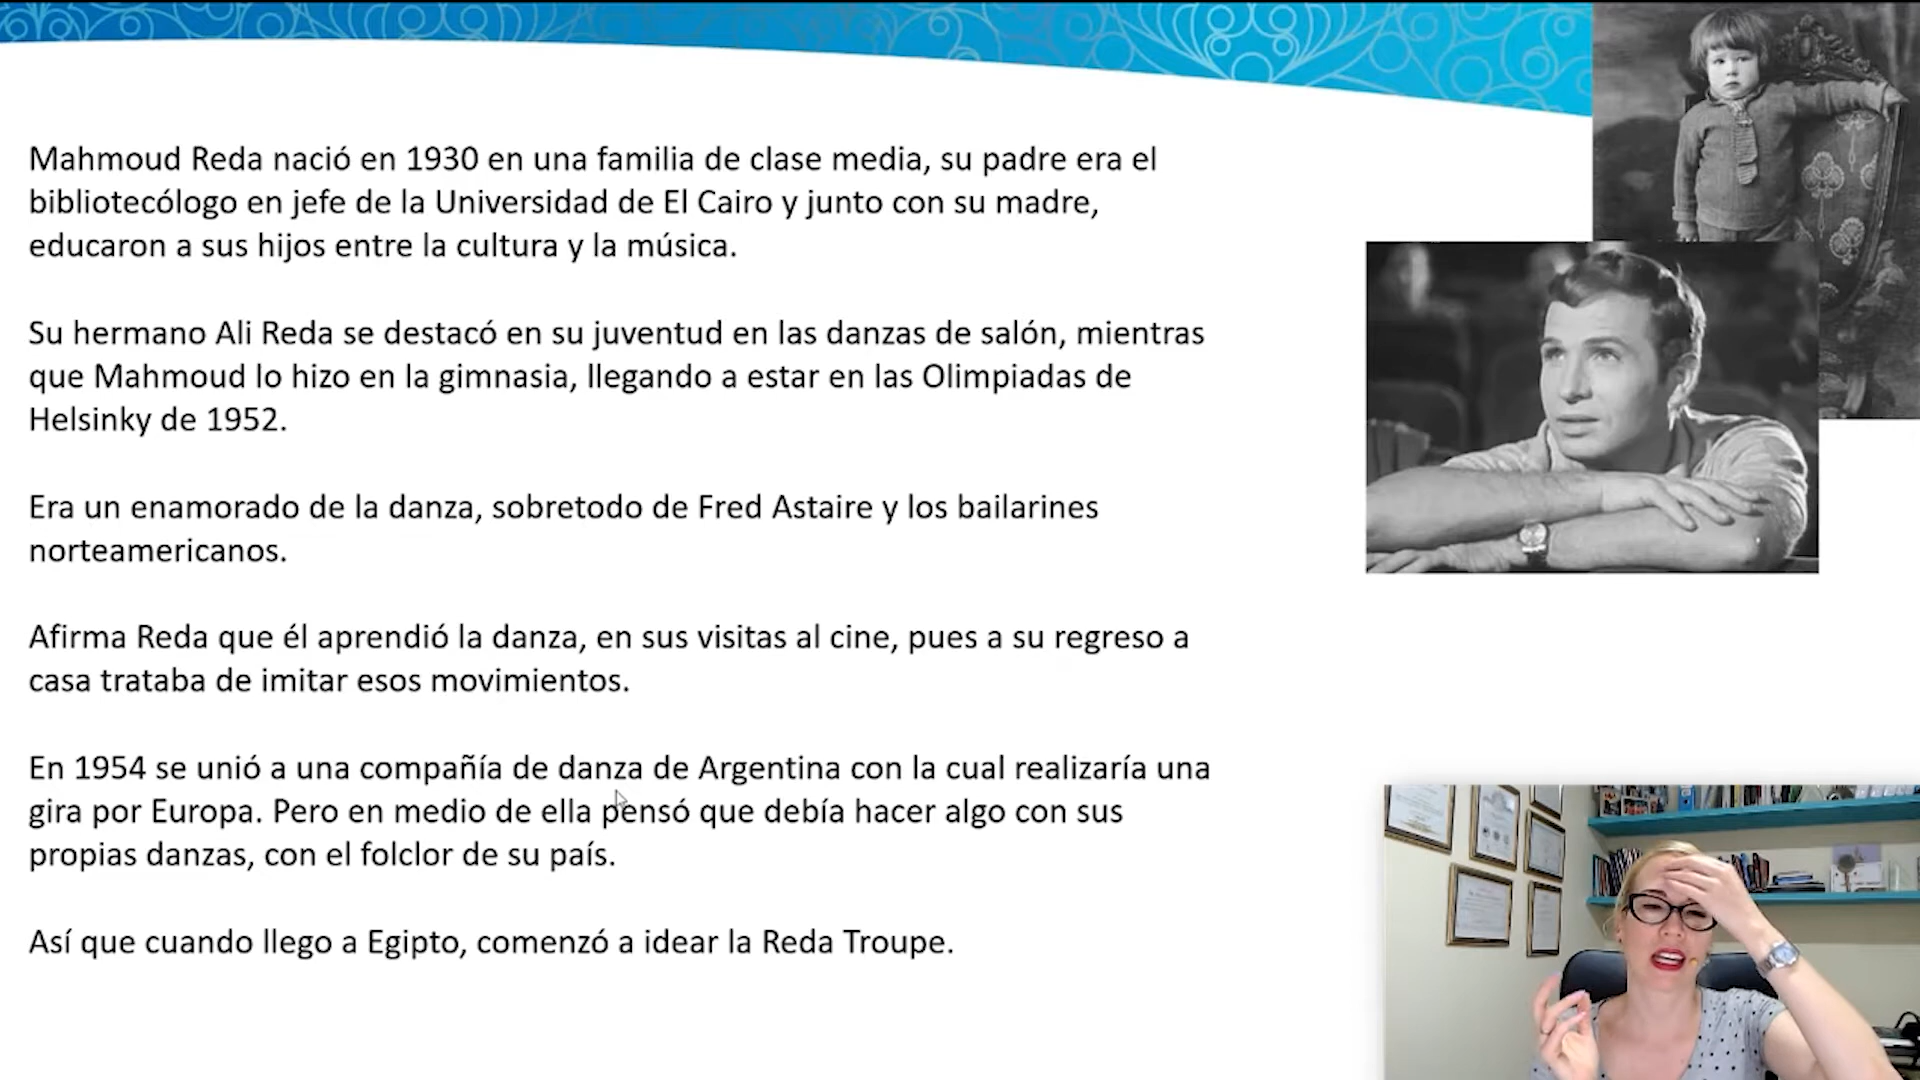 Mahmoud Reda nació en 1930 en una familia de clase media, su padre era el
bibliotecólogo en jefe de la Universidad de El Cairo y junto con su madre,
educaron a sus hijos entre la cultura y la música.
Su hermano Ali Reda se destacó en su juventud en las danzas de salón, mientras
que Mahmoud lo hizo en la gimnasia, llegando a estar en las Olimpiadas de
Helsinky de 1952.
Era un enamorado de la danza, sobretodo de Fred Astaire y los bailarines
norteamericanos.
Afirma Reda que él aprendió la danza, en sus visitas al cine, pues a su regreso a
casa trataba de imitar esos movimientos.
En 1954 se unió a una compañía de danza de Argentina con la cual realizaría una
gira por Europa. Pero en medio de ella pensó que debía hacer algo con sus
propias danzas, con el folclor de su país.
Así que cuando llego a Egipto, comenzó a idear la Reda Troupe.